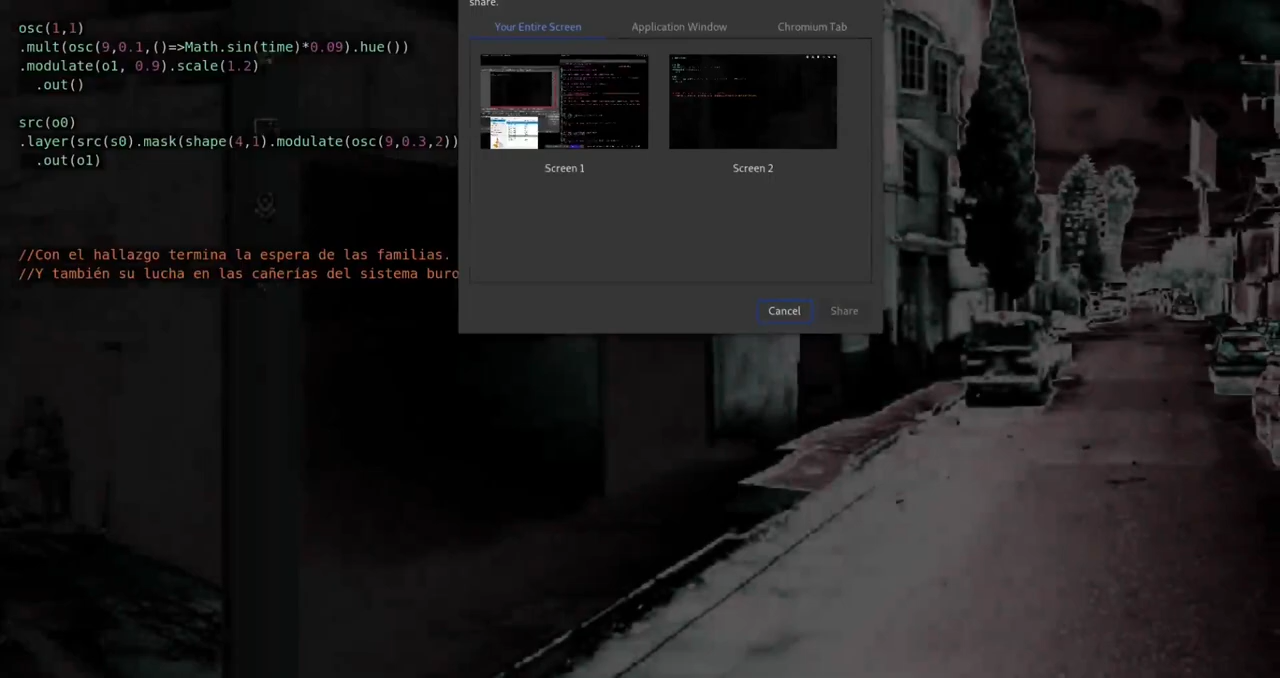 osc(1,1)
.mult(osc(9,0.1,()=>Math.sin(time)*0.09).hue())
.modulate(o1, 0.9).scale(1.2)
.out()
src(o0)
.layer(src(s0).mask(shape(4,1).modulate(osc(9,0.3,2))
.out(o1)
//Con el hallazgo termina la espera de las familias.
//Y también su lucha en las cañerías del sistema buro
share.
Your Entire Screen Application Window Chromium Tab
Screen 1 Screen 2
Cancel Share